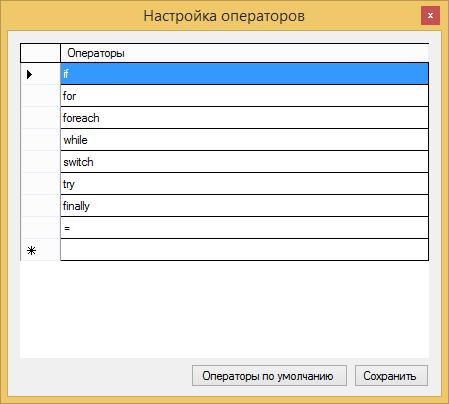 Настройка операторов
Операторы
if
for
foreach
while
switch
try
finally
=
Операторы по умолчанию
Сохранить